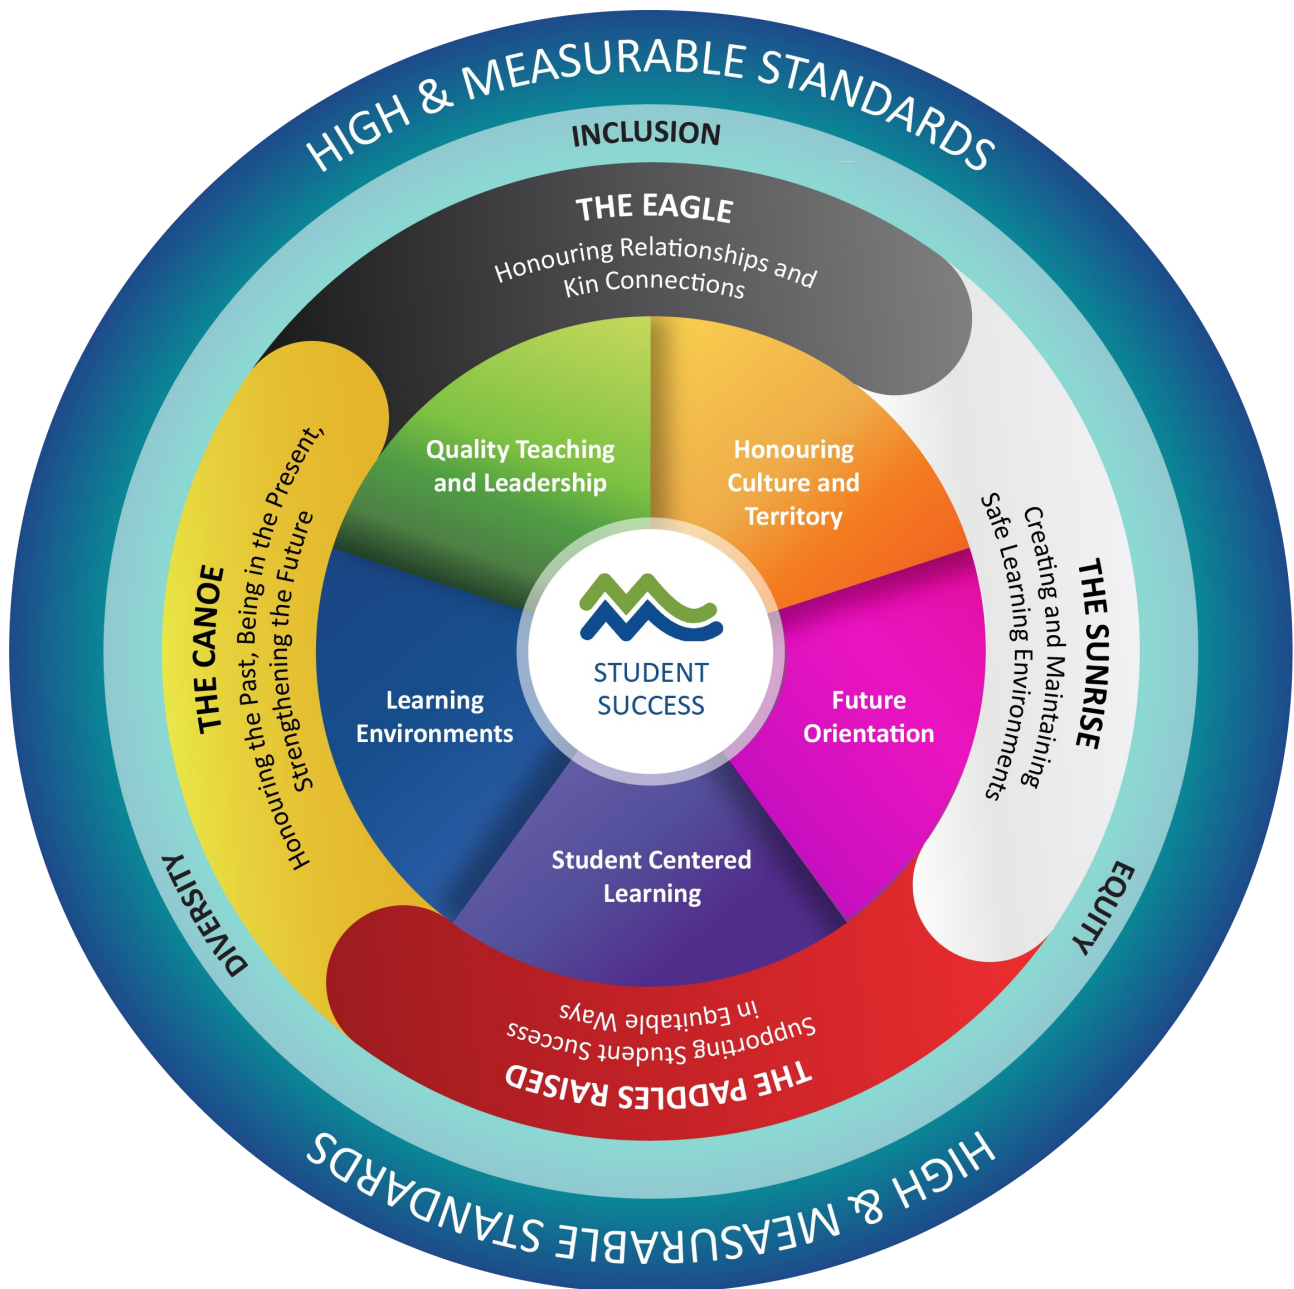 HIGH & MEASURABLE STANDARDS
INCLUSION
THE EAGLE
Honouring Relationships and
Kin Connections
Quality Teaching
and Leadership
Honouring
Culture and
Territory
THE SUNRISE
Creating and Maintaining
Safe Learning Environments
THE CANOE
Honouring the Past, Being in the Present,
Strengthening the Future
STUDENT
SUCCESS
Learning
Environments
Future
Orientation
Student Centered
Learning
EQUITY
DIVERSITY
THE PADDLES RAISED
Supporting Student Success
in Equitable Ways
HIGH & MEASURABLE STANDARDS